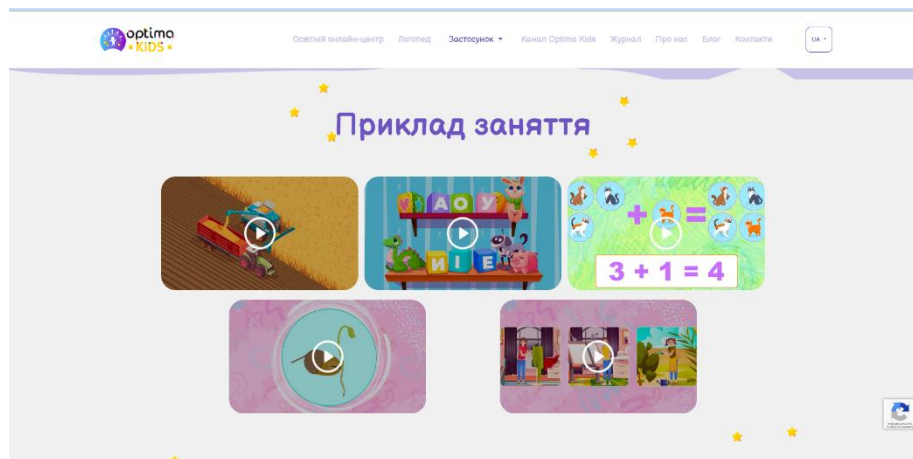 optima
KIDS
Освітній онлайн-центр Логопед Застосунок Канал Optima Kids Журнал Про нас Блог Контакти UA
Приклад заняття
А О У
И І Е
+ =
3 + 1 = 4